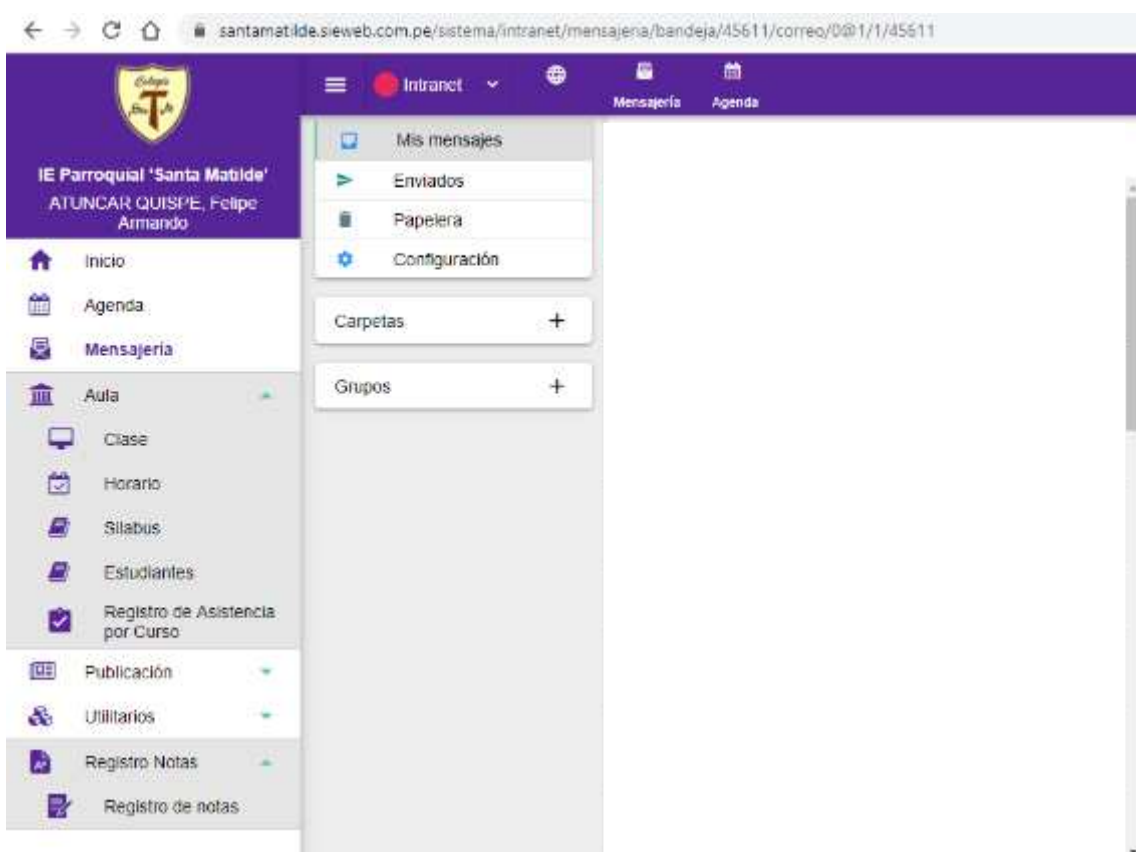 santamatilde.sieweb.com.pe/sistema/intranet/mensajeria/bandeja/45611/correo/0@1/1/45611
Colegio
IE Parroquial 'Santa Matilde'
ATUNCAR QUISPE, Felipe
Armando
Inicio
Agenda
Mensajería
Aula
Clase
Horario
Silabus
Estudiantes
Registro de Asistencia
por Curso
Publicación
Utilitarios
Registro Notas
Registro de notas
Intranet
Mensajería
Agenda
Mis mensajes
Enviados
Papelera
Configuración
Carpetas
Grupos